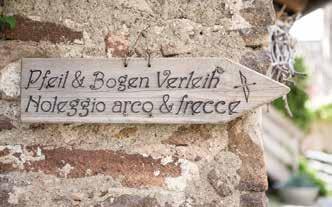 Pfeil & Bogen Verleih
Noleggio arco & frecce